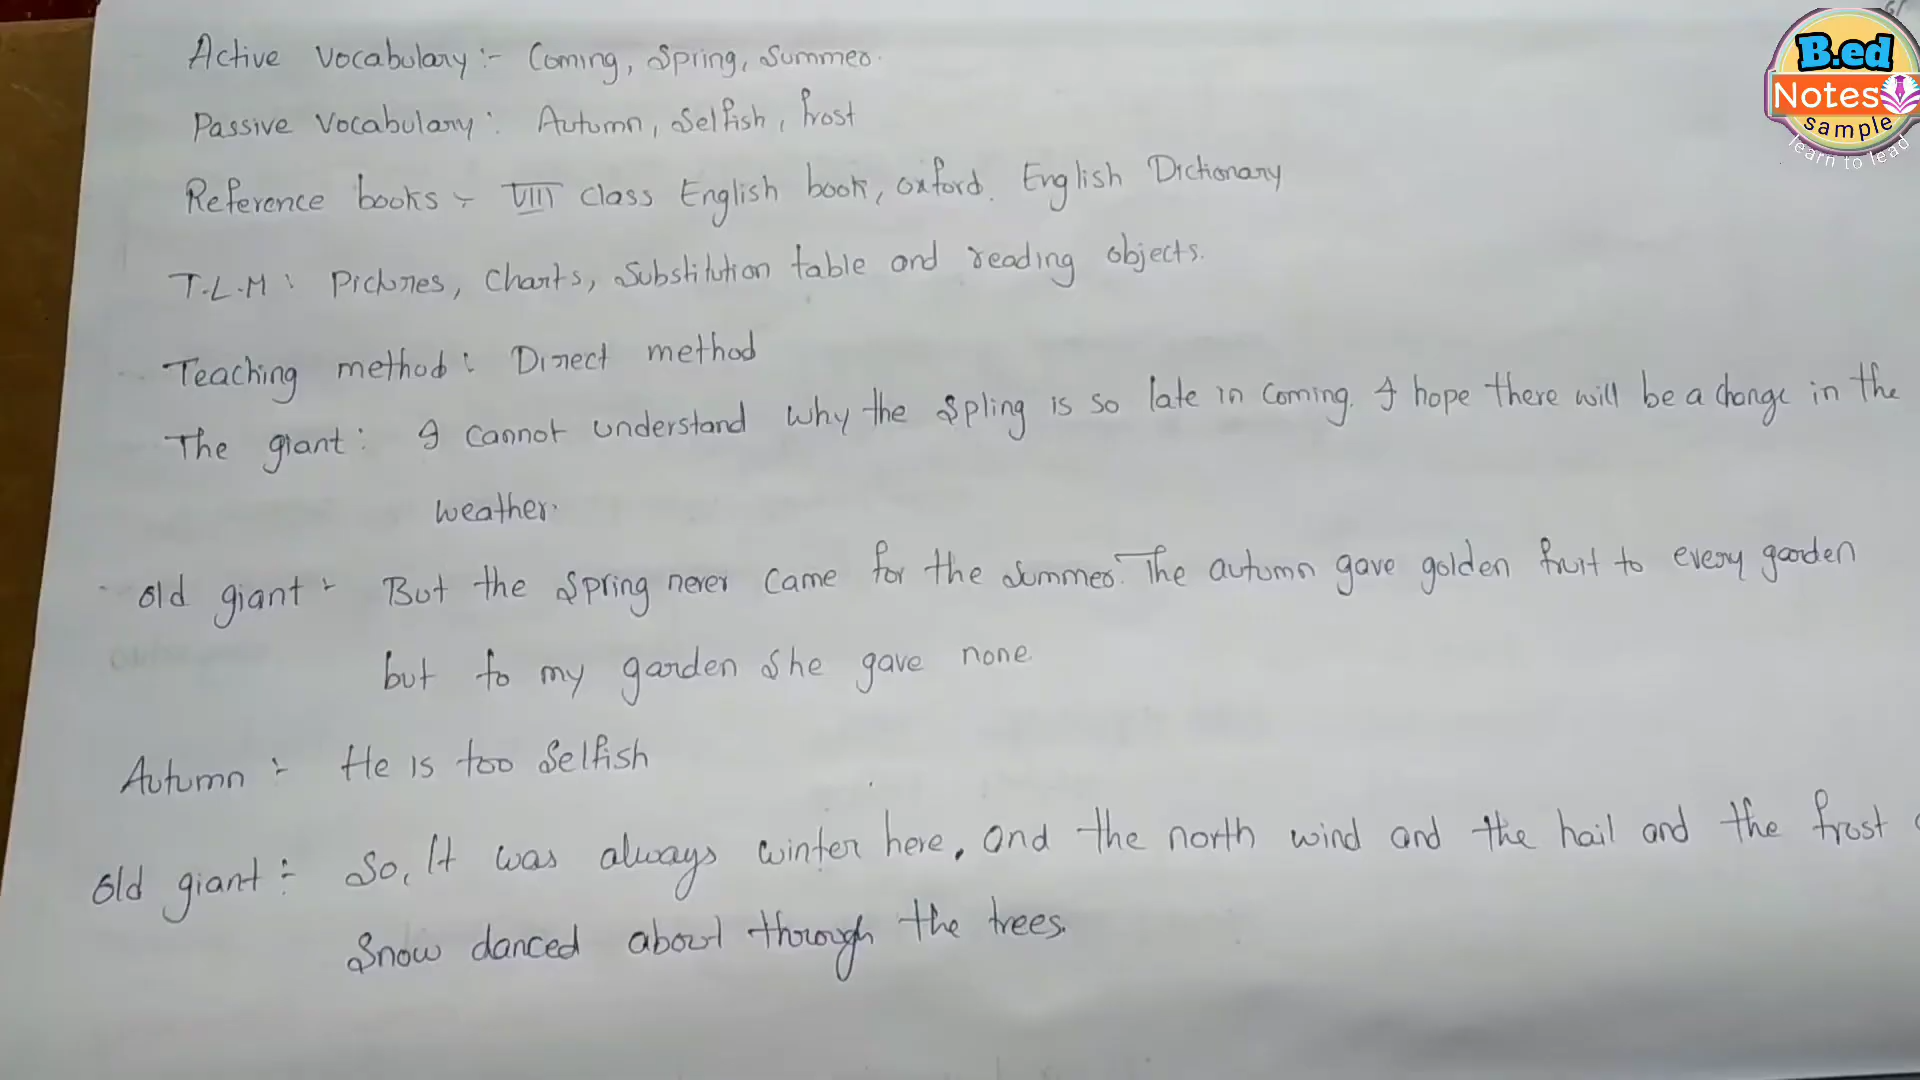 Active Vocabulary :- Coming, Spring, Summer.
Passive Vocabulary : Autumn, Selfish, frost
Reference books :- VIII class English book, oxford. English Dictionary
T.L.M : Pictures, Charts, Substitution table and reading objects.
Teaching method : Direct method
The giant : I cannot understand why the Spling is so late in coming. I hope there will be a change in the
weather.
old giant :- But the Spring never came for the summer. The autumn gave golden fruit to every garden
but to my garden She gave none
Autumn :- He is too Selfish
old giant :- So, It was always winter here, and the north wind and the hail and the frost
Snow danced about through the trees.
B.ed
Notes
sample
learn to lead